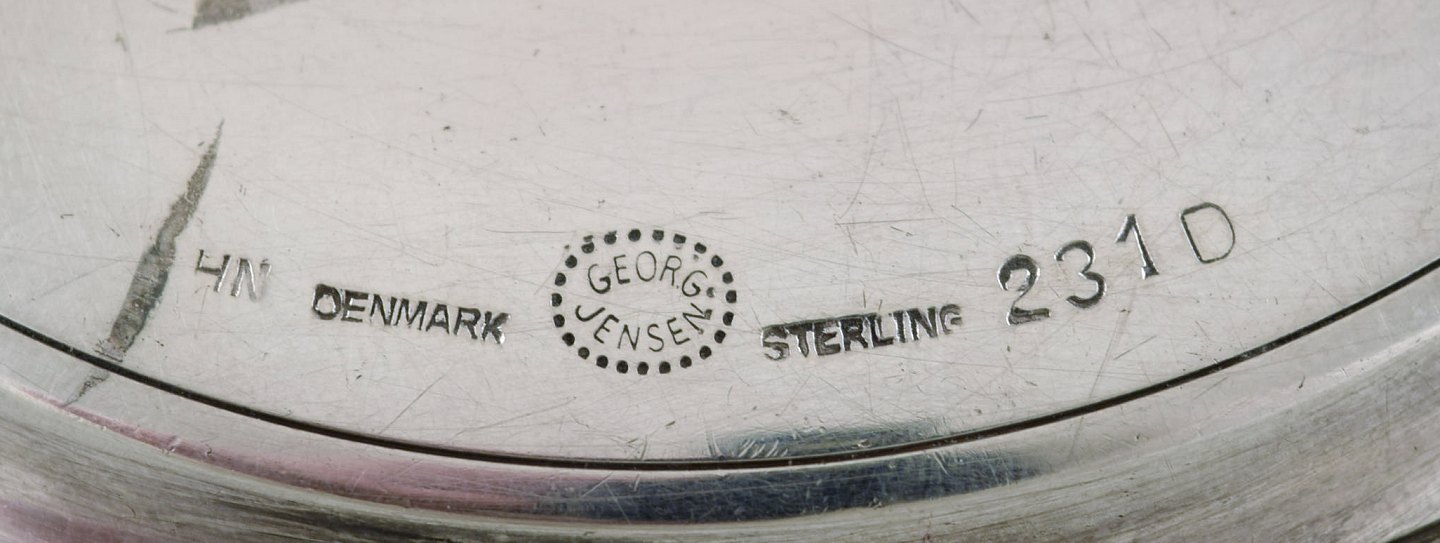 HN DENMARK GEORG JENSEN STERLING 231D